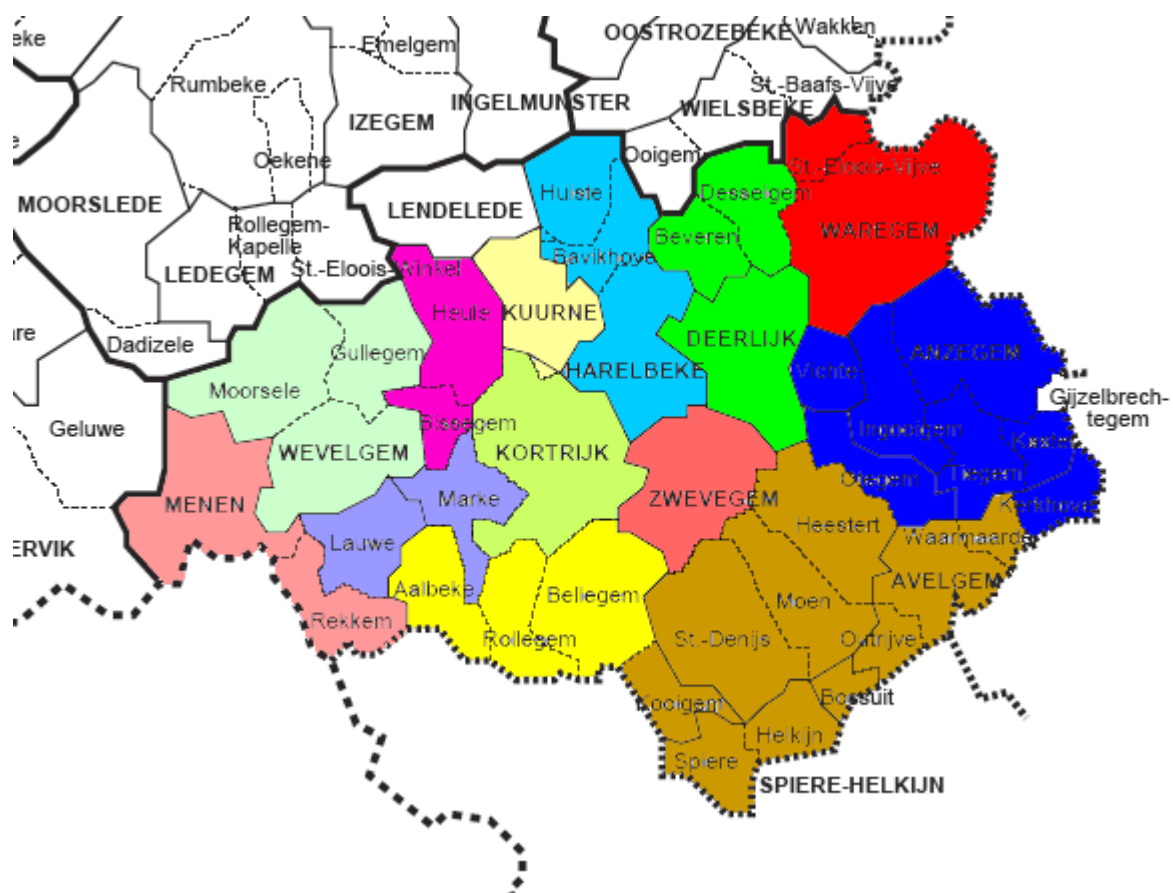 eke
Emelgem
OOSTROZEBEKE
Wakken
Rumbeke
St.-Baafs-Vijve
INGELMUNSTER
WIELSBEKE
IZEGEM
e
Oekene
Ooigem
St.-Eloois-Vijve
Hulste
Desselgem
MOORSLEDE
LENDELEDE
Rollegem-
Kapelle
WAREGEM
Beveren
Bavikhove
LEDEGEM
St.-Eloois-Winkel
Heule
KUURNE
are
Dadizele
DEERLIJK
Gullegem
ANZEGEM
HARELBEKE
Vichte
Moorsele
Gijzelbrech-
tegem
Geluwe
Bissegem
Ingooigem
Kaster
WEVELGEM
KORTRIJK
Tiegem
Otegem
MENEN
Marke
ZWEVEGEM
Kerkhove
Heestert
Waarmaarde
Lauwe
ERVIK
AVELGEM
Aalbeke
Bellegem
Moen
Rekkem
Rollegem
St.-Denijs
Outrijve
Kooigem
Bossuit
Helkijn
Spiere
SPIERE-HELKIJN